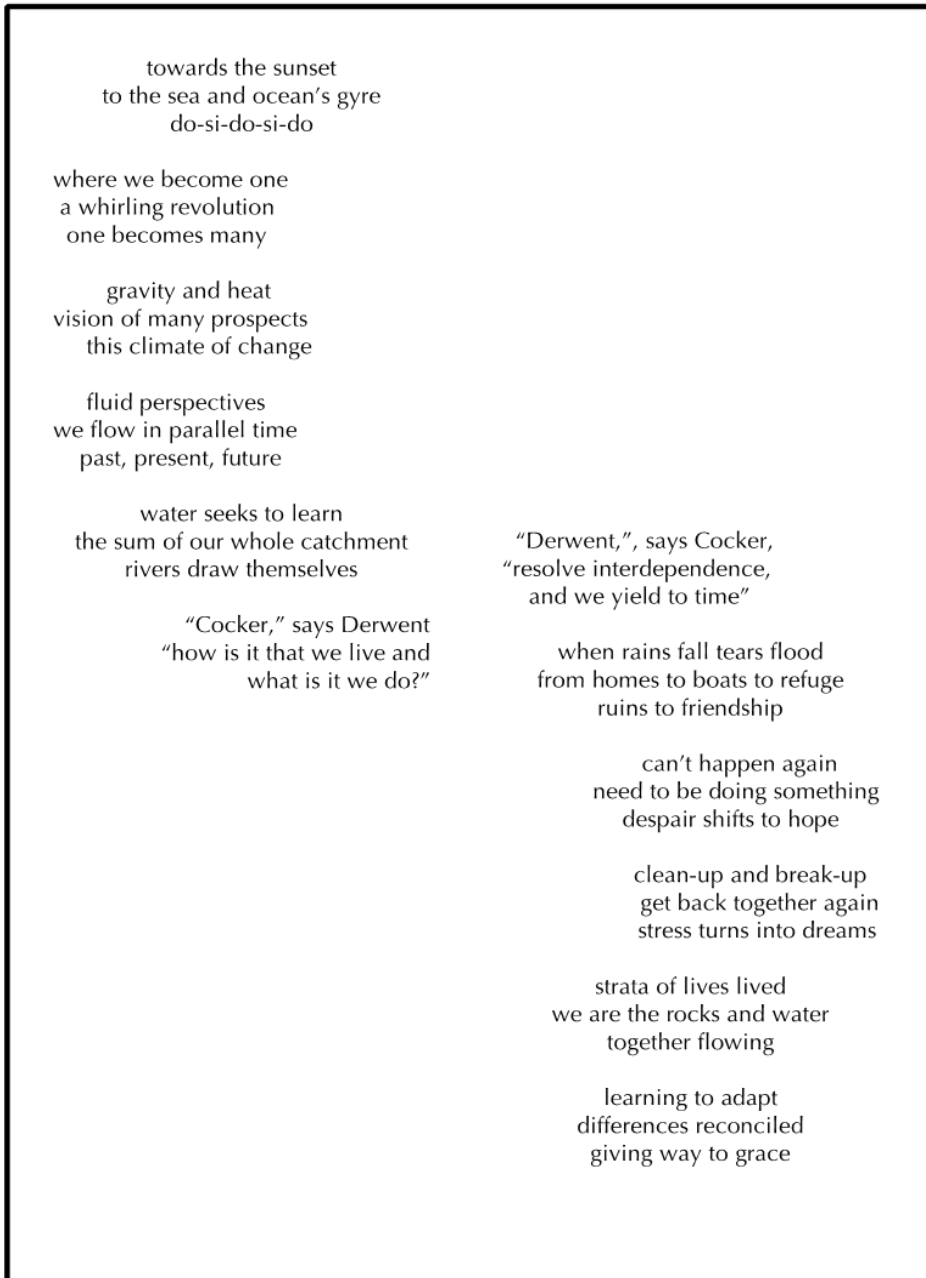 towards the sunset
to the sea and ocean's gyre
do-si-do-si-do
where we become one
a whirling revolution
one becomes many
gravity and heat
vision of many prospects
this climate of change
fluid perspectives
we flow in parallel time
past, present, future
water seeks to learn
the sum of our whole catchment
rivers draw themselves
“Cocker,” says Derwent
“how is it that we live and
what is it we do?”
“Derwent,”, says Cocker,
“resolve interdependence,
and we yield to time”
when rains fall tears flood
from homes to boats to refuge
ruins to friendship
can't happen again
need to be doing something
despair shifts to hope
clean-up and break-up
get back together again
stress turns into dreams
strata of lives lived
we are the rocks and water
together flowing
learning to adapt
differences reconciled
giving way to grace